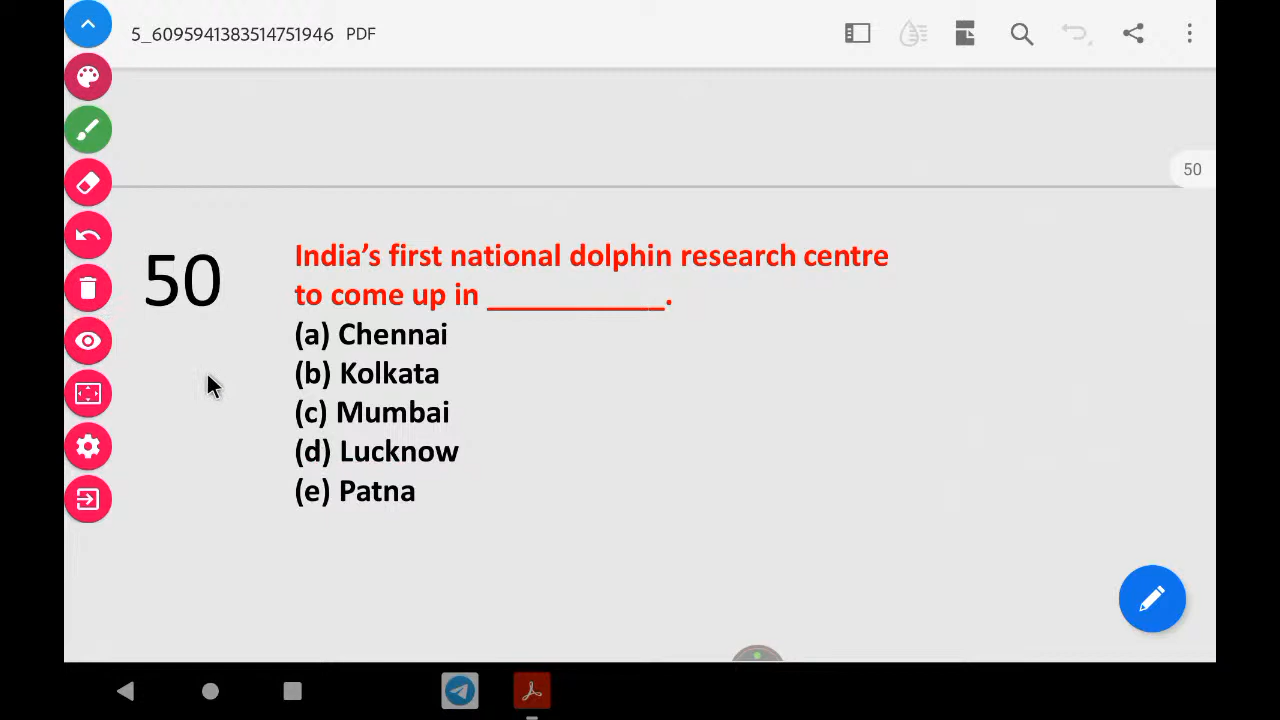 5_6095941383514751946 PDF
50
50
India’s first national dolphin research centre
to come up in ___________.
(a) Chennai
(b) Kolkata
(c) Mumbai
(d) Lucknow
(e) Patna